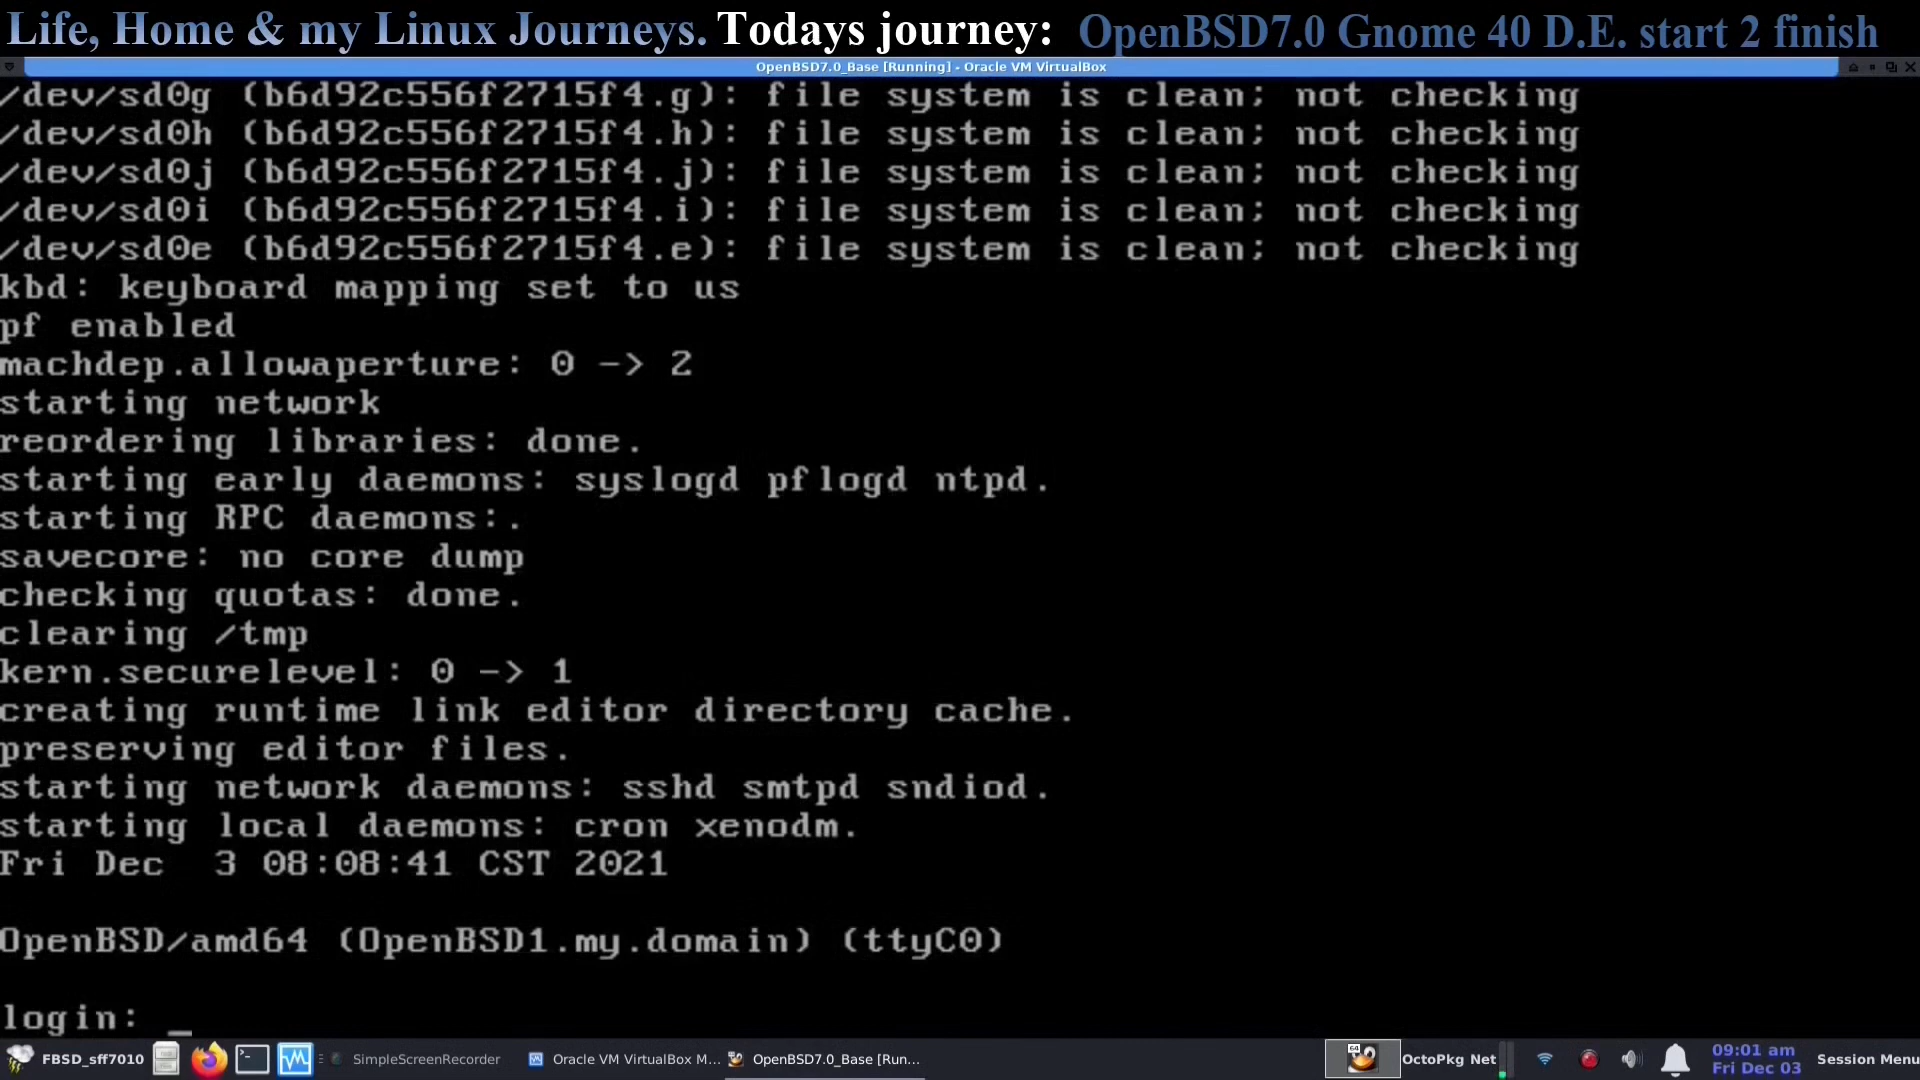 Life, Home & my Linux Journeys. Todays journey: OpenBSD7.0 Gnome 40 D.E. start 2 finish
OpenBSD7.0_Base [Running] - Oracle VM VirtualBox
/dev/sd0g (b6d92c556f2715f4.g): file system is clean; not checking
/dev/sd0h (b6d92c556f2715f4.h): file system is clean; not checking
/dev/sd0j (b6d92c556f2715f4.j): file system is clean; not checking
/dev/sd0i (b6d92c556f2715f4.i): file system is clean; not checking
/dev/sd0e (b6d92c556f2715f4.e): file system is clean; not checking
kbd: keyboard mapping set to us
pf enabled
machdep.allowaperture: 0 -> 2
starting network
reordering libraries: done.
starting early daemons: syslogd pflogd ntpd.
starting RPC daemons:.
savecore: no core dump
checking quotas: done.
clearing /tmp
kern.securelevel: 0 -> 1
creating runtime link editor directory cache.
preserving editor files.
starting network daemons: sshd smtpd sndiod.
starting local daemons: cron xenodm.
Fri Dec  3 08:08:41 CST 2021
OpenBSD/amd64 (OpenBSD1.my.domain) (ttyC0)
login: _
FBSD_sff7010 SimpleScreenRecorder Oracle VM VirtualBox M... OpenBSD7.0_Base [Run... 64 OctoPkg Net 09:01 am Session Menu
Fri Dec 03